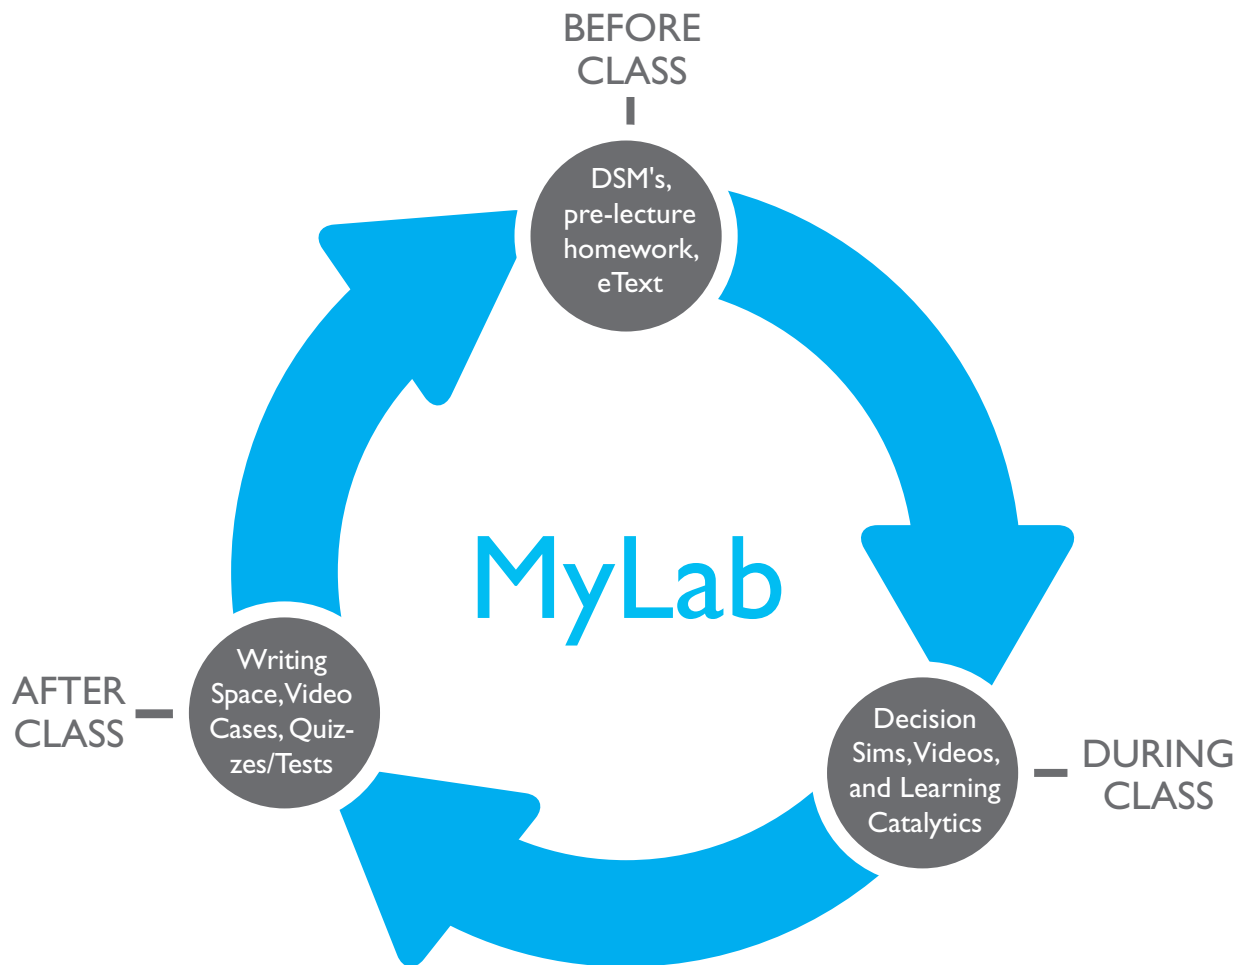 BEFORE
CLASS
DSM's,
pre-lecture
homework,
eText
MyLab
AFTER
CLASS
Writing
Space, Video
Cases, Quiz-
zes/Tests
Decision
Sims, Videos,
and Learning
Catalytics
DURING
CLASS